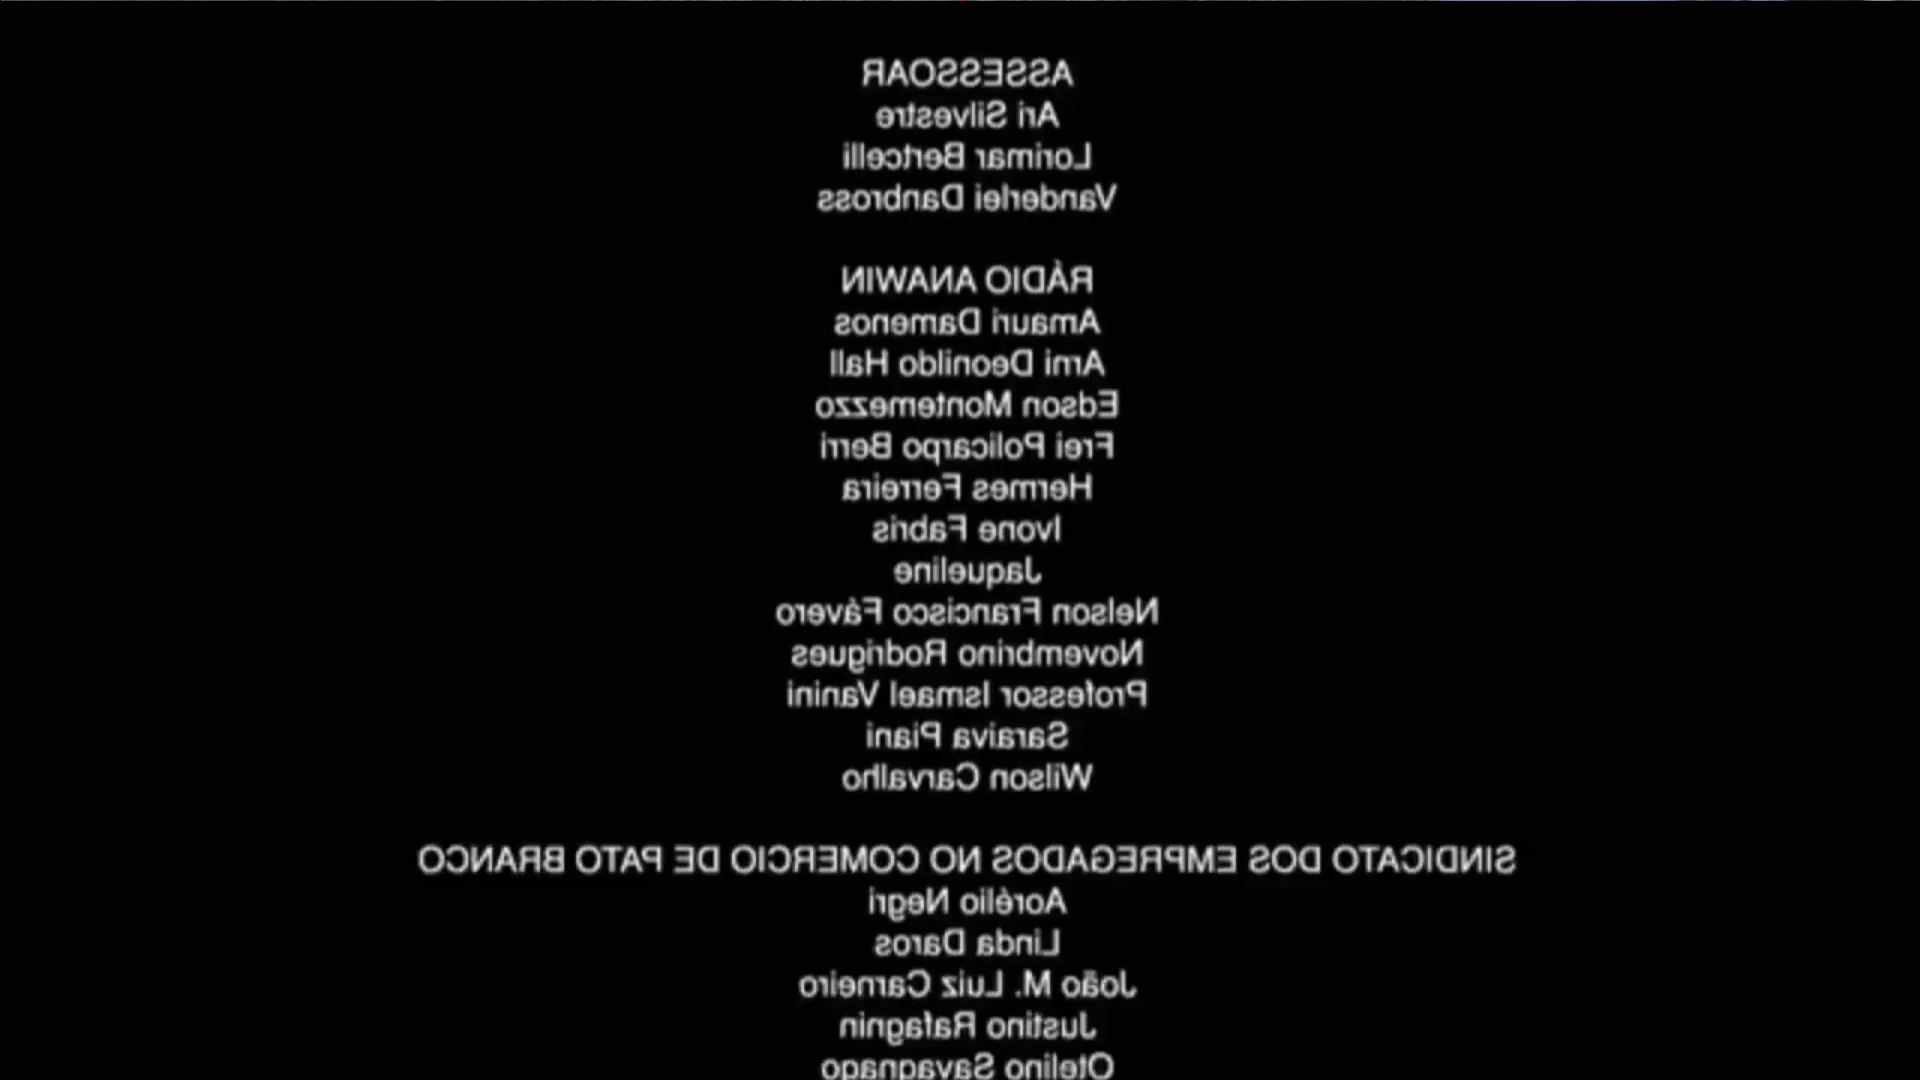 ASSESSOAR
Ari Silvestre
Lorimar Bertcelli
Vanderlei Danbross
RÁDIO ANAWIN
Amauri Damenos
Arni Deonildo Hall
Edson Montemezzo
Frei Policarpo Berri
Hermes Ferreira
Ivone Fabris
Jaqueline
Nelson Francisco Fávero
Novembrino Rodrigues
Professor Ismael Vanini
Saraiva Piani
Wilson Carvalho
SINDICATO DOS EMPREGADOS NO COMERCIO DE PATO BRANCO
Aorélio Negri
Linda Daros
João M. Luiz Carneiro
Justino Rafagnin
Otelino Savagnago